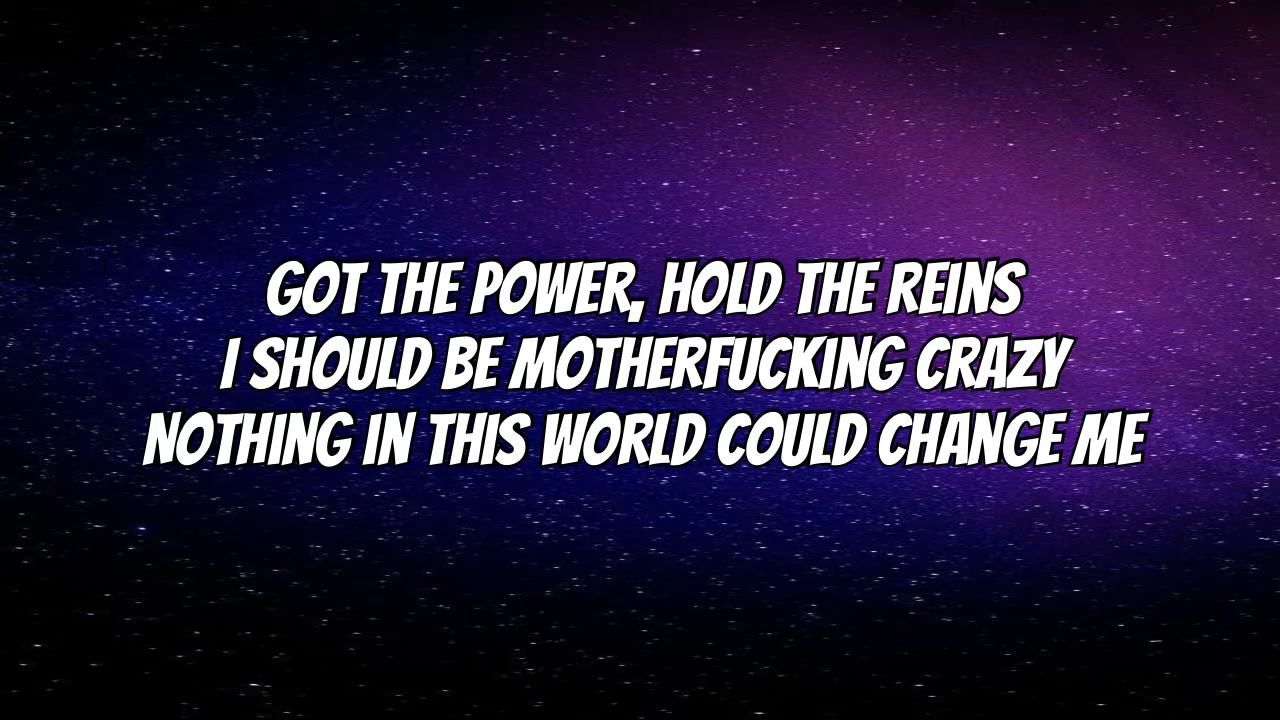 GOT THE POWER, HOLD THE REINS
I SHOULD BE MOTHERFUCKING CRAZY
NOTHING IN THIS WORLD COULD CHANGE ME